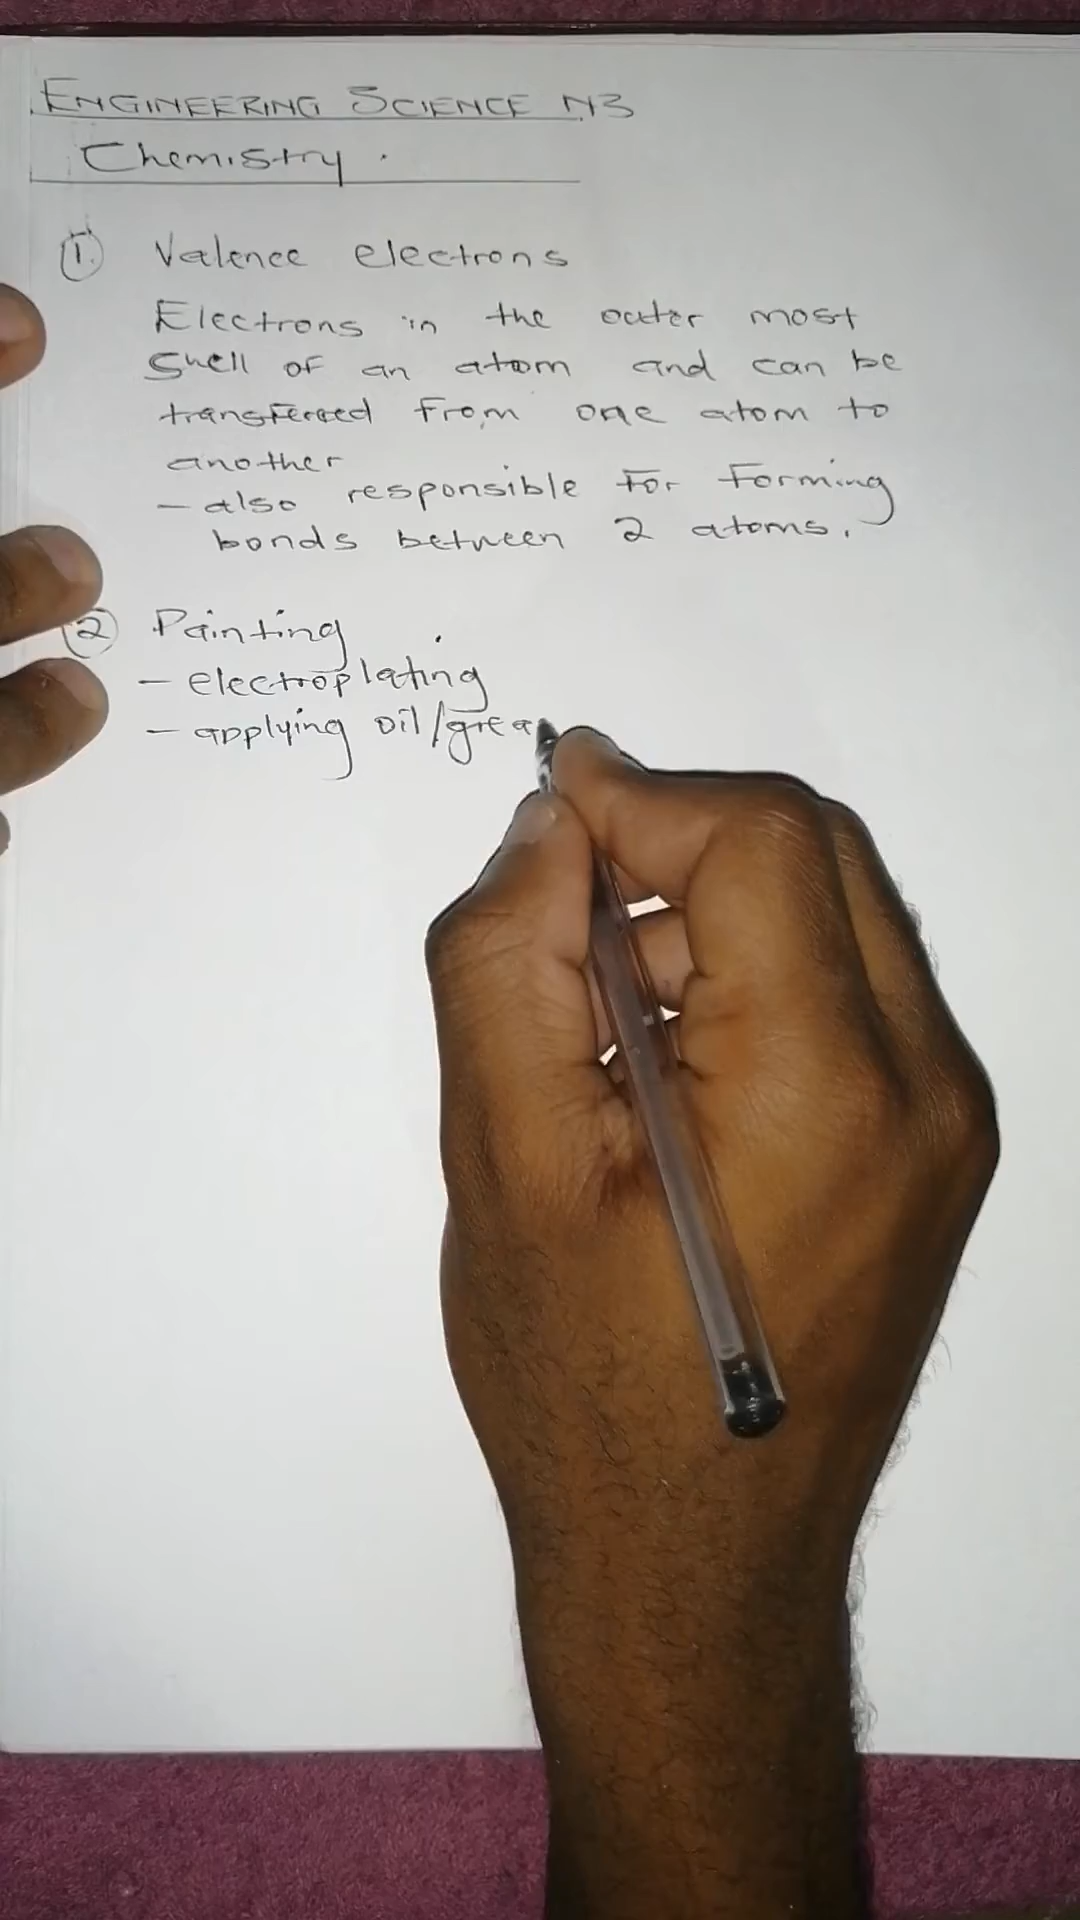 ENGINEERING SCIENCE N3
Chemistry.
1. Valence electrons
Electrons in the outer most
shell of an atom and can be
transferred from one atom to
another
- also responsible for forming
bonds between 2 atoms.
2 Painting
- electroplating
- applying oil/grea